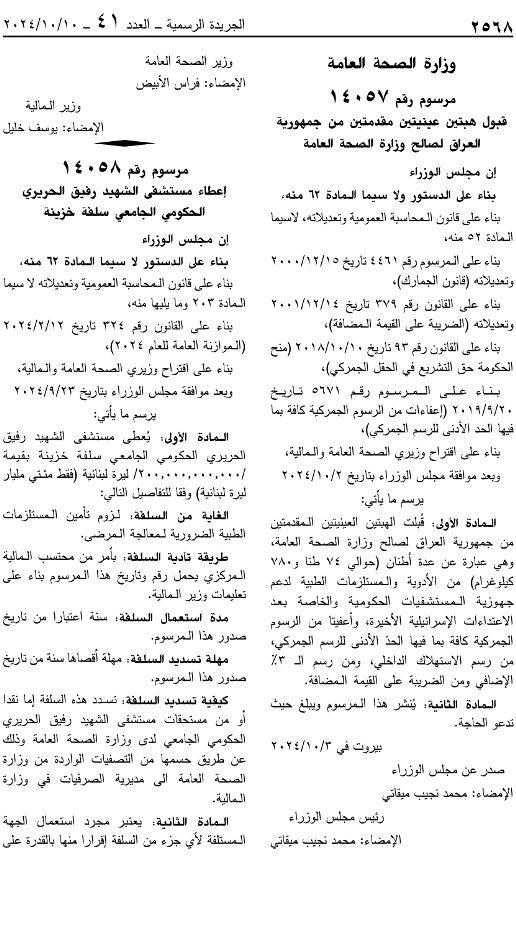 ٢٥٦٨
الجريدة الرسمية – العدد ٤١ – ٢٠٢٤/١٠/١٠
وزارة الصحة العامة
مرسوم رقم ١٤٠٥٧
قبول هبتين عينيتين مقدمتين من جمهورية
العراق لصالح وزارة الصحة العامة
إن مجلس الوزراء
بناء على الدستور ولا سيما المادة ٦٢ منه،
بناء على قانون المحاسبة العمومية وتعديلاته، لاسيما
المادة ٥٢ منه،
بناء على المرسوم رقم ٤٤٦١ تاريخ ٢٠٠٠/١٢/١٥
وتعديلاته (قانون الجمارك)،
بناء على القانون رقم ٣٧٩ تاريخ ٢٠٠١/١٢/١٤
وتعديلاته (الضريبة على القيمة المضافة)،
بناء على القانون رقم ٩٣ تاريخ ٢٠١٨/١٠/١٠ (منح
الحكومة حق التشريع في الحقل الجمركي)،
بناء على المرسوم رقم ٥٦٧١ تاريخ
٢٠١٩/٩/٢٠ (إعفاءات من الرسوم الجمركية كافة بما
فيها الحد الأدنى للرسم الجمركي)،
بناء على اقتراح وزيري الصحة العامة والمالية،
وبعد موافقة مجلس الوزراء بتاريخ ٢٠٢٤/١٠/٢
يرسم ما يأتي:
المادة الأولى: قُبلت الهبتين العينيتين المقدمتين
من جمهورية العراق لصالح وزارة الصحة العامة،
وهي عبارة عن عدة أطنان (حوالي ٧٤ طنا و٧٨٠
كيلوغرام) من الأدوية والمستلزمات الطبية لدعم
جهوزية المستشفيات الحكومية والخاصة بعد
الاعتداءات الإسرائيلية الأخيرة، وأعفيتا من الرسوم
الجمركية كافة بما فيها الحدّ الأدنى للرسم الجمركي،
من رسم الاستهلاك الداخلي، ومن رسم الـ ٣٪
الإضافي ومن الضريبة على القيمة المضافة.
المادة الثانية: يُنشر هذا المرسوم ويبلغ حيث
تدعو الحاجة.
بيروت في ٢٠٢٤/١٠/٣
صدر عن مجلس الوزراء
الإمضاء: محمد نجيب ميقاتي
رئيس مجلس الوزراء
الإمضاء: محمد نجيب ميقاتي
وزير الصحة العامة
الإمضاء: فراس الأبيض
وزير المالية
الإمضاء: يوسف خليل
مرسوم رقم ١٤٠٥٨
إعطاء مستشفى الشهيد رفيق الحريري
الحكومي الجامعي سلفة خزينة
إن مجلس الوزراء
بناء على الدستور لا سيما المادة ٦٢ منه،
بناء على قانون المحاسبة العمومية وتعديلاته لا سيما
المادة ٢٠٣ وما يليها منه،
بناء على القانون رقم ٣٢٤ تاريخ ٢٠٢٤/٢/١٢
(الموازنة العامة للعام ٢٠٢٤)،
بناء على اقتراح وزيري الصحة العامة والمالية،
وبعد موافقة مجلس الوزراء بتاريخ ٢٠٢٤/٩/٢٣
يرسم ما يأتي:
المادة الأولى: يُعطى مستشفى الشهيد رفيق
الحريري الحكومي الجامعي سلفة خزينة بقيمة
/٢٠٠,٠٠٠,٠٠٠,٠٠٠/ ليرة لبنانية (فقط مئتي مليار
ليرة لبنانية) وفقا للتفاصيل التالي:
الغاية من السلفة: لزوم تأمين المستلزمات
الطبية الضرورية لمعالجة المرضى.
طريقة تأدية السلفة: بأمر من محتسب المالية
المركزي يحمل رقم وتاريخ هذا المرسوم بناء على
تعليمات وزير المالية.
مدة استعمال السلفة: سنة اعتبارا من تاريخ
صدور هذا المرسوم.
مهلة تسديد السلفة: مهلة أقصاها سنة من تاريخ
صدور هذا المرسوم.
كيفية تسديد السلفة: تسدد هذه السلفة إما نقدا
أو من مستحقات مستشفى الشهيد رفيق الحريري
الحكومي الجامعي لدى وزارة الصحة العامة وذلك
عن طريق حسمها من التصفيات الواردة من وزارة
الصحة العامة الى مديرية الصرفيات في وزارة
المالية.
المادة الثانية: يعتبر مجرد استعمال الجهة
المستلفة لأي جزء من السلفة إقرارا منها بالقدرة على